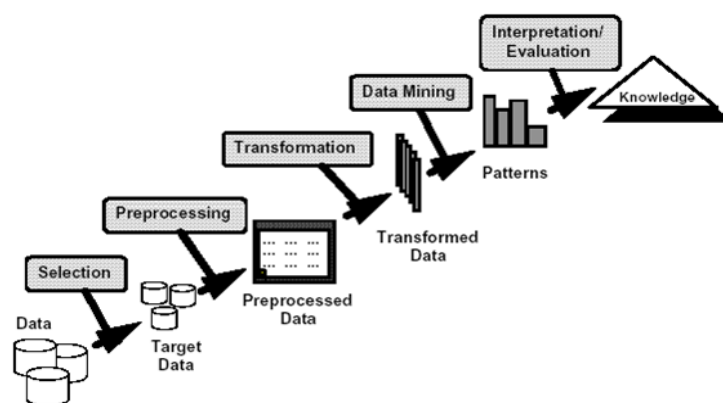 Interpretation/
Evaluation
Data Mining
Knowledge
Transformation
Patterns
Preprocessing
Transformed
Data
Selection
Preprocessed
Data
Data
Target
Data